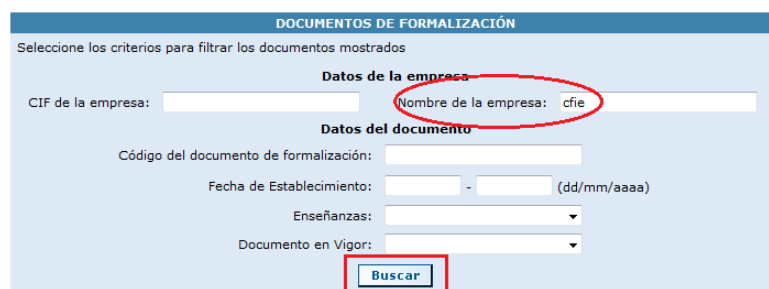 DOCUMENTOS DE FORMALIZACIÓN
Seleccione los criterios para filtrar los documentos mostrados
Datos de la empresa
CIF de la empresa: Nombre de la empresa: cfie
Datos del documento
Código del documento de formalización:
Fecha de Establecimiento: - (dd/mm/aaaa)
Enseñanzas:
Documento en Vigor:
Buscar